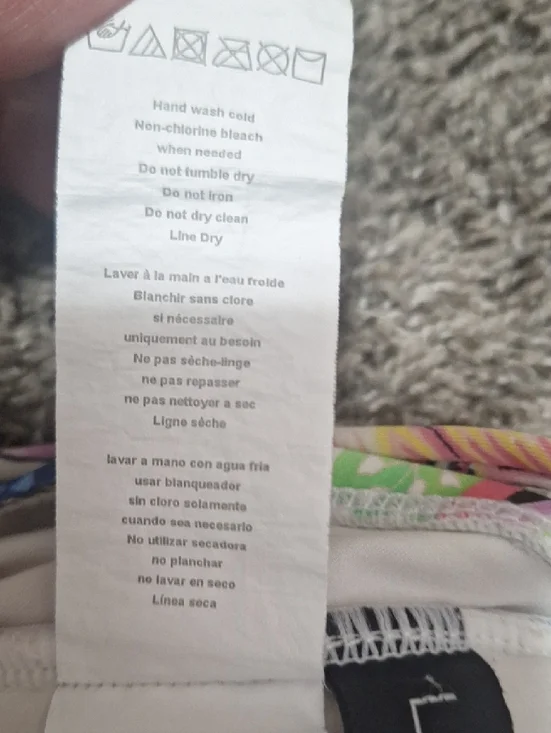 Hand wash cold
Non-chlorine bleach
when needed
Do not tumble dry
Do not iron
Do not dry clean
Line Dry
Laver à la main a l'eau froide
Blanchir sans clore
si nécessaire
uniquement au besoin
Ne pas sèche-linge
ne pas repasser
ne pas nettoyer a sec
Ligne sèche
lavar a mano con agua fria
usar blanqueador
sin cloro solamente
cuando sea necesario
No utilizar secadora
no planchar
no lavar en seco
Línea seca